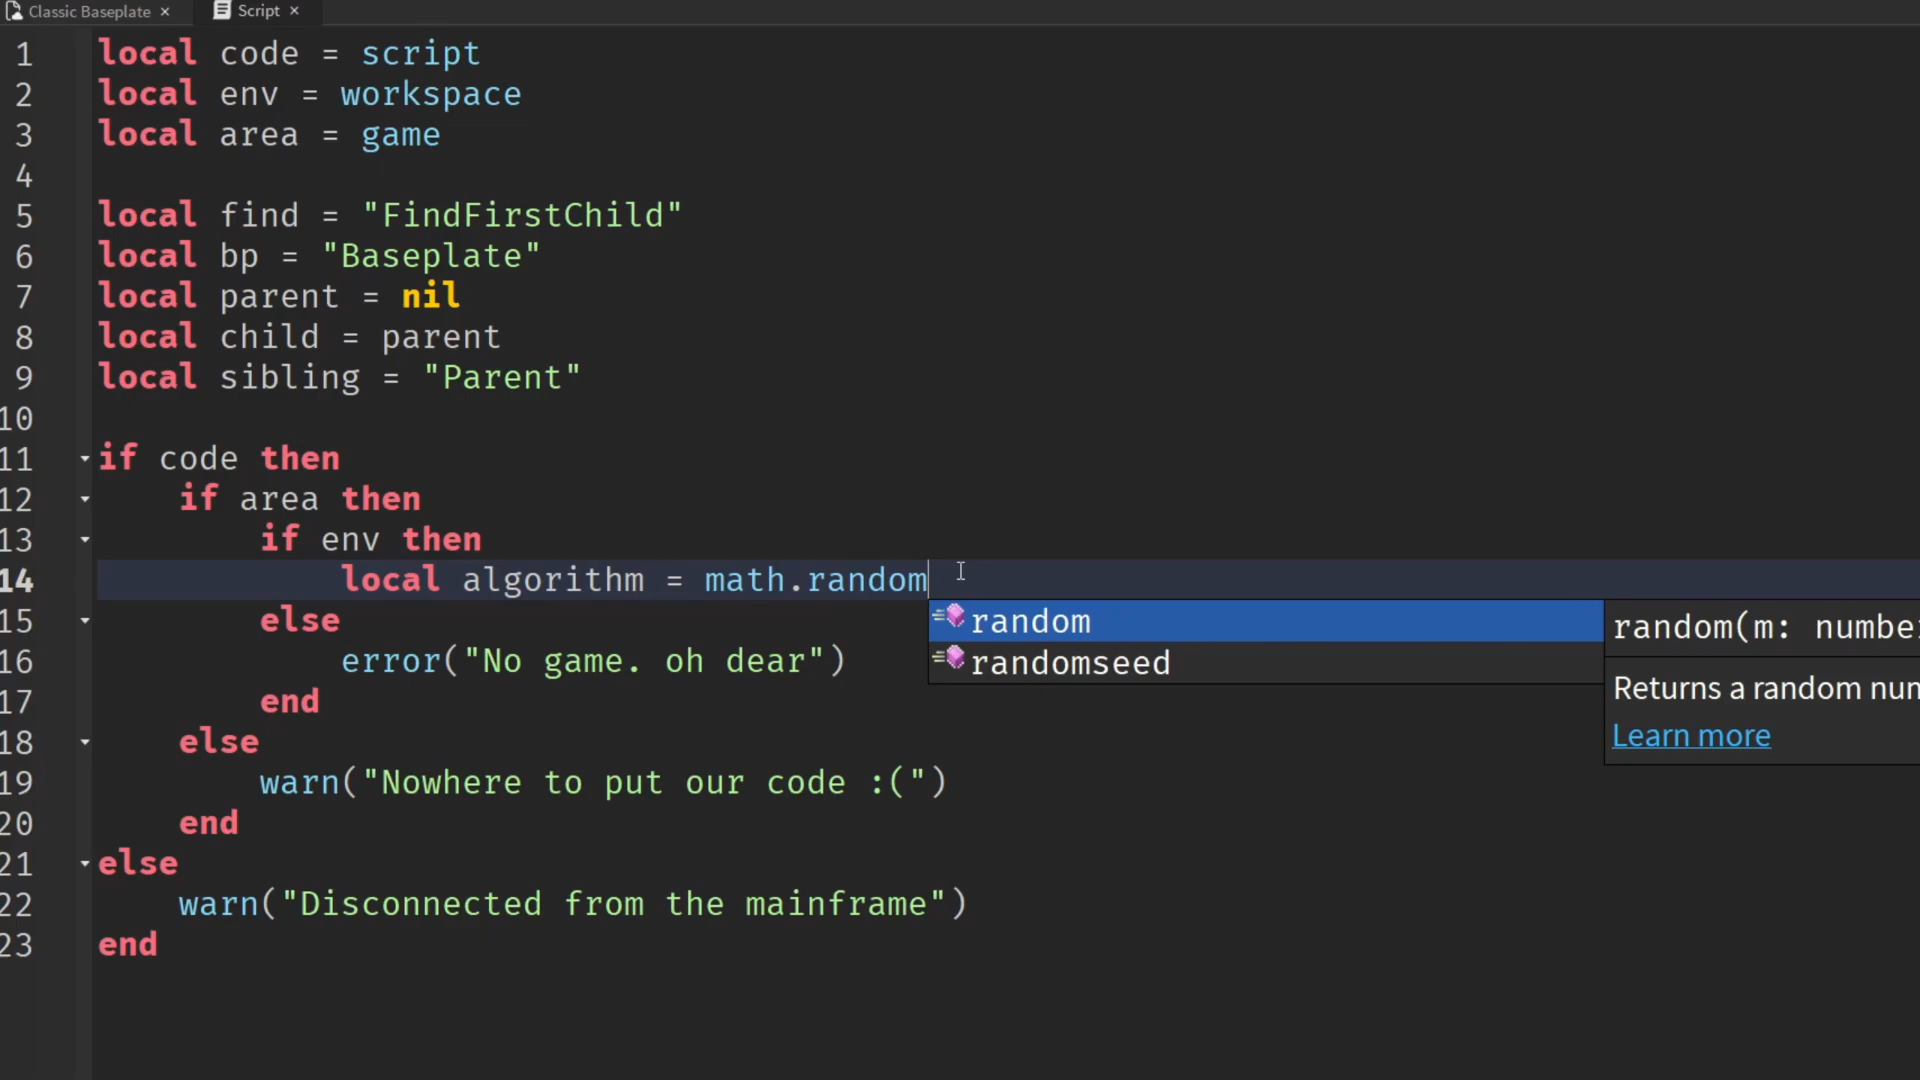 Classic Baseplate × Script ×
1 local code = script
2 local env = workspace
3 local area = game
4
5 local find = "FindFirstChild"
6 local bp = "Baseplate"
7 local parent = nil
8 local child = parent
9 local sibling = "Parent"
10
11 if code then
12 if area then
13 if env then
14 local algorithm = math.random
random
randomseed
random(m: number
Returns a random num
Learn more
15 else
16 error("No game. oh dear")
17 end
18 else
19 warn("Nowhere to put our code :(")
20 end
21 else
22 warn("Disconnected from the mainframe")
23 end